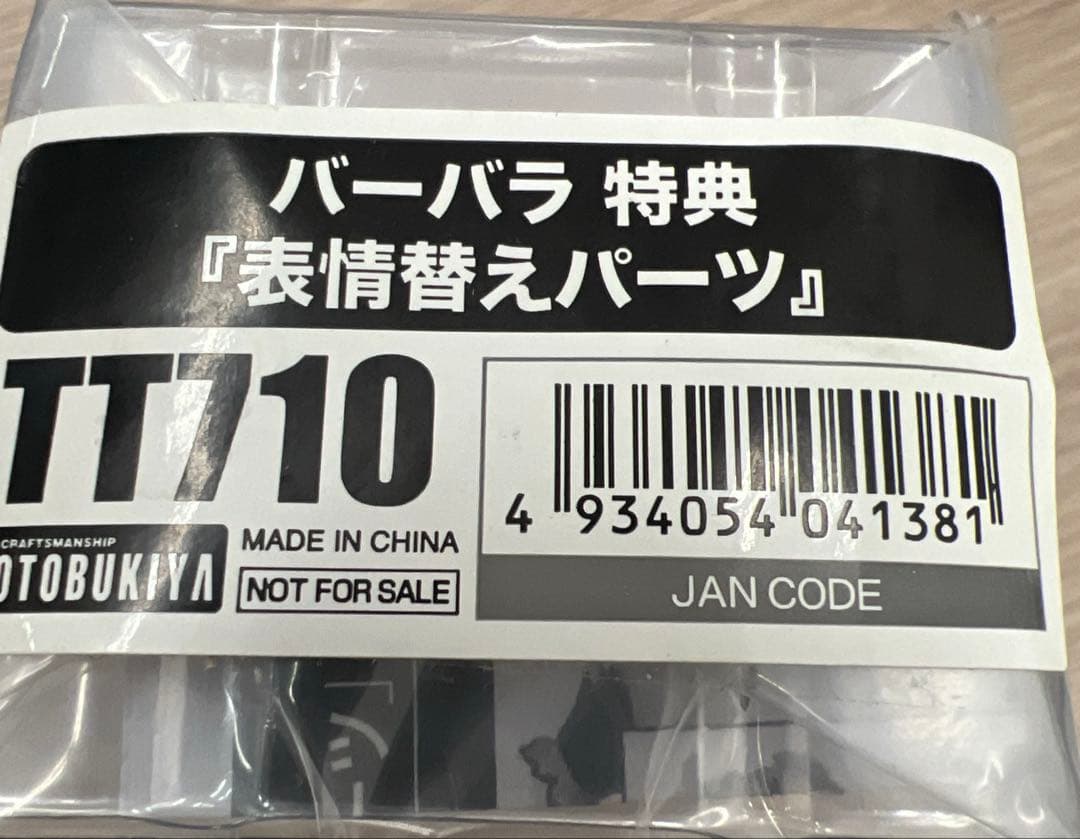 バーバラ 特典
『表情替えパーツ』
TT710
CRAFTSMANSHIP
OTOBUKIYA
MADE IN CHINA
NOT FOR SALE
4 934054 041381
JAN CODE